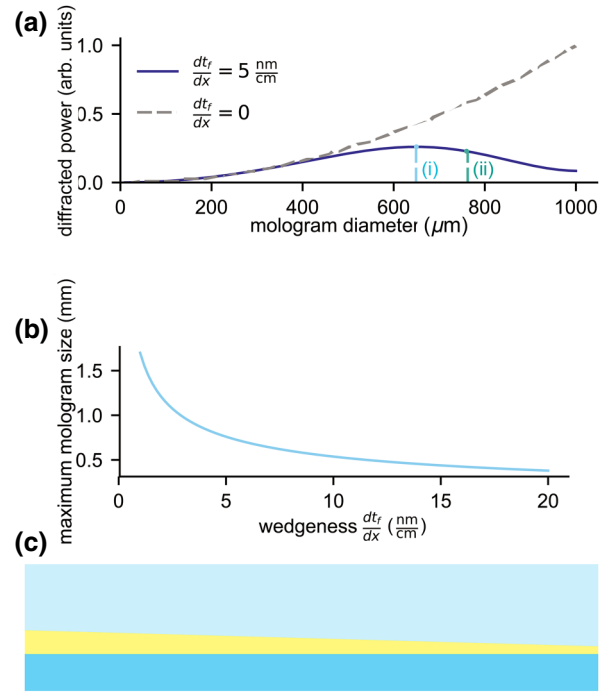 (a)
diffracted power (arb. units)
1.0
0.5
0.0
dt_f/dx = 5 nm/cm
dt_f/dx = 0
(i)
(ii)
0 200 400 600 800 1000
mologram diameter (μm)
(b)
maximum mologram size (mm)
1.5
1.0
0.5
0 5 10 15 20
wedgeness dt_f/dx (nm/cm)
(c)